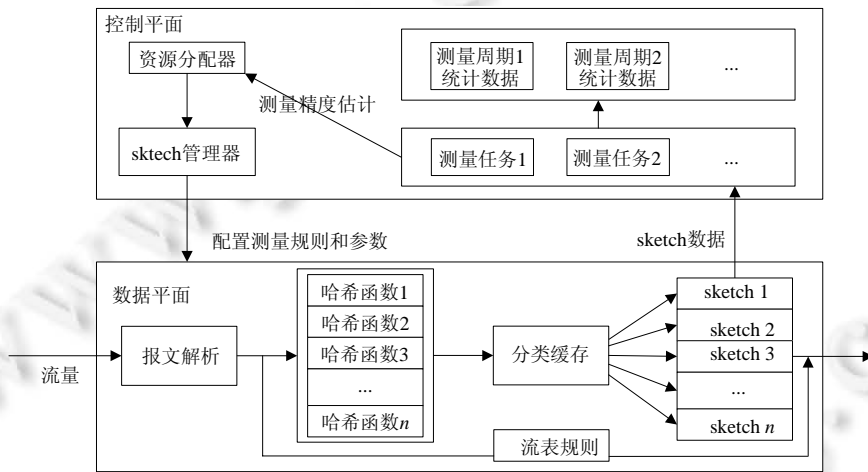 控制平面
资源分配器
测量周期1
统计数据
测量周期2
统计数据
...
测量精度估计
sktech管理器
测量任务1
测量任务2
...
配置测量规则和参数
sketch数据
数据平面
流量
报文解析
哈希函数1
哈希函数2
哈希函数3
...
哈希函数n
分类缓存
sketch 1
sketch 2
sketch 3
...
sketch n
流表规则